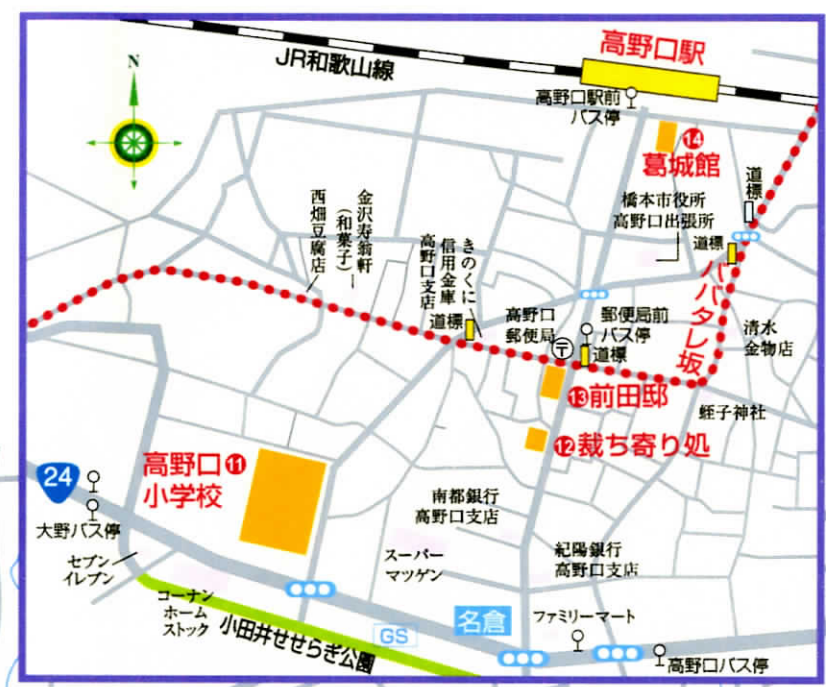 高野口駅
JR和歌山線
N
高野口駅前
バス停
⑭
葛城館
道標
橋本市役所
高野口出張所
道標
ババタレ坂
金沢寿翁軒
(和菓子)
西畑豆腐店
きのくに
信用金庫
高野口支店
道標
高野口
郵便局
〒
郵便局前
バス停
道標
清水
金物店
⑬前田邸
蛭子神社
⑫裁ち寄り処
高野口⑪
小学校
24
大野バス停
南都銀行
高野口支店
セブン
イレブン
スーパー
マツゲン
紀陽銀行
高野口支店
コーナン
ホーム
ストック
小田井せせらぎ公園
GS
名倉
ファミリーマート
高野口バス停